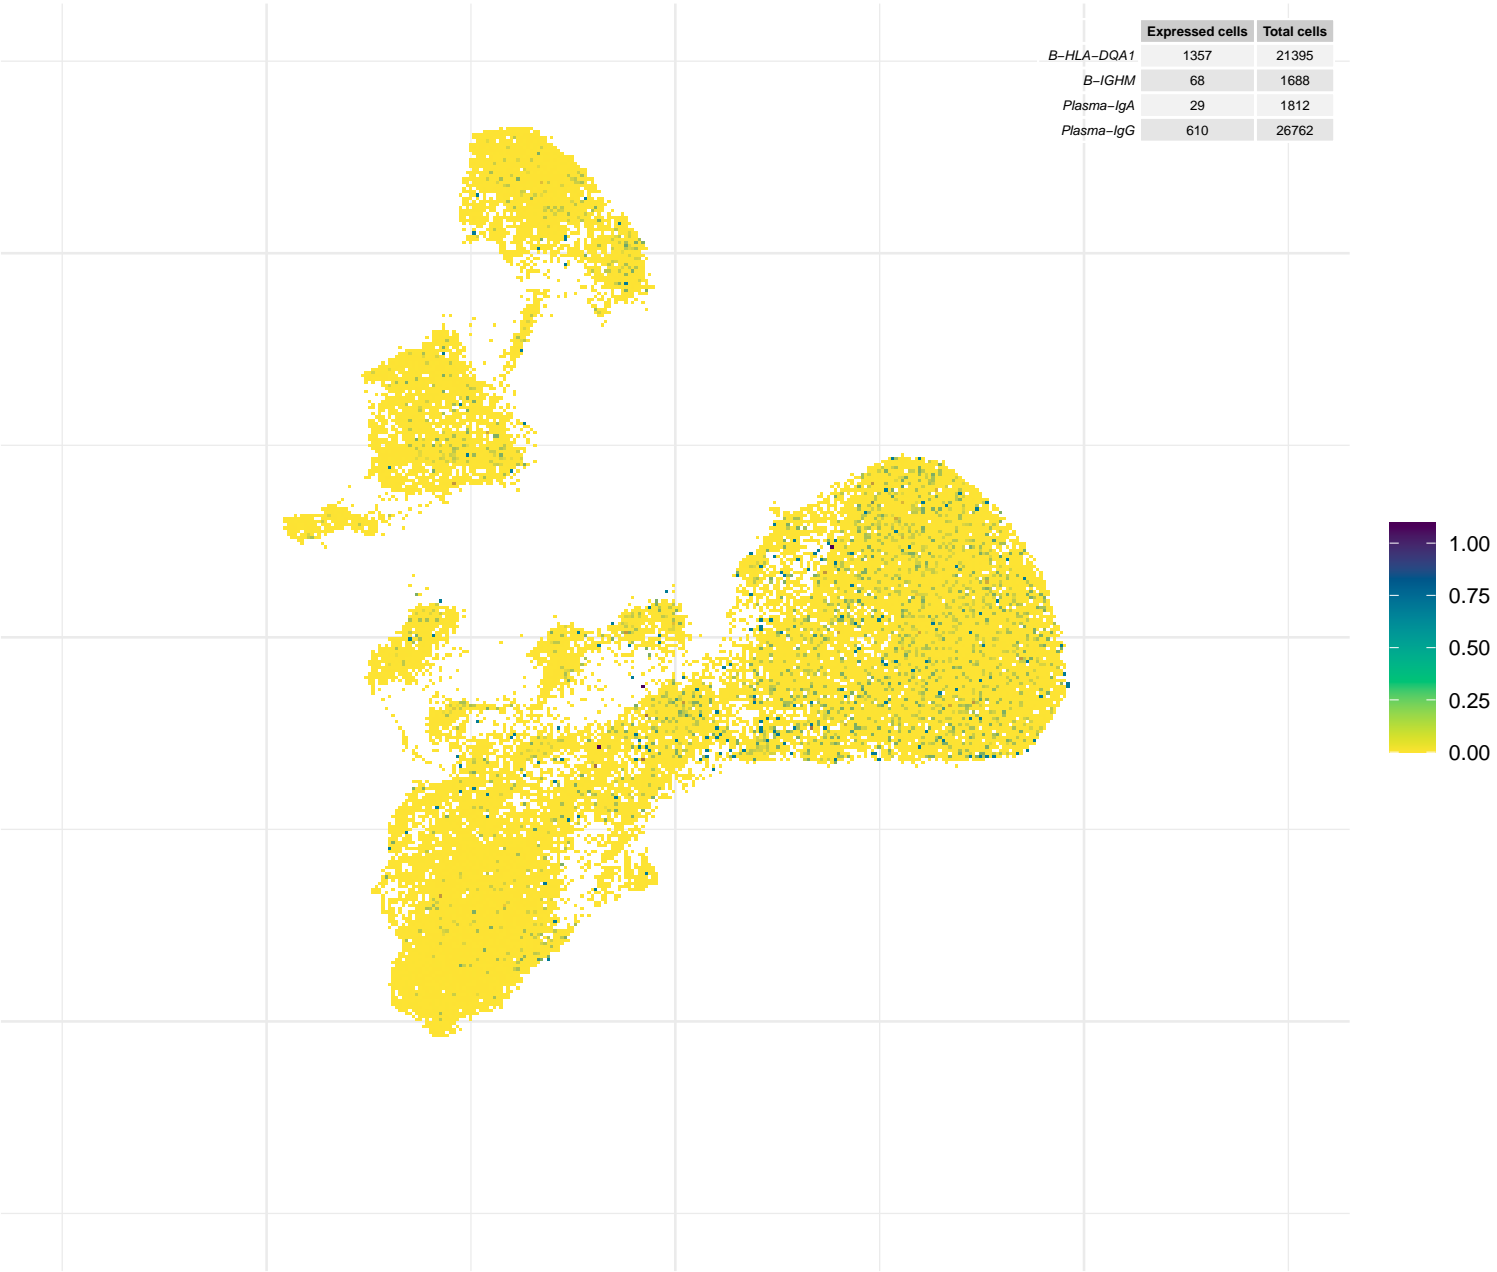 Expressed cells Total cells
B−HLA−DQA1 1357 21395
B−IGHM 68 1688
Plasma−IgA 29 1812
Plasma−IgG 610 26762
1.00
0.75
0.50
0.25
0.00